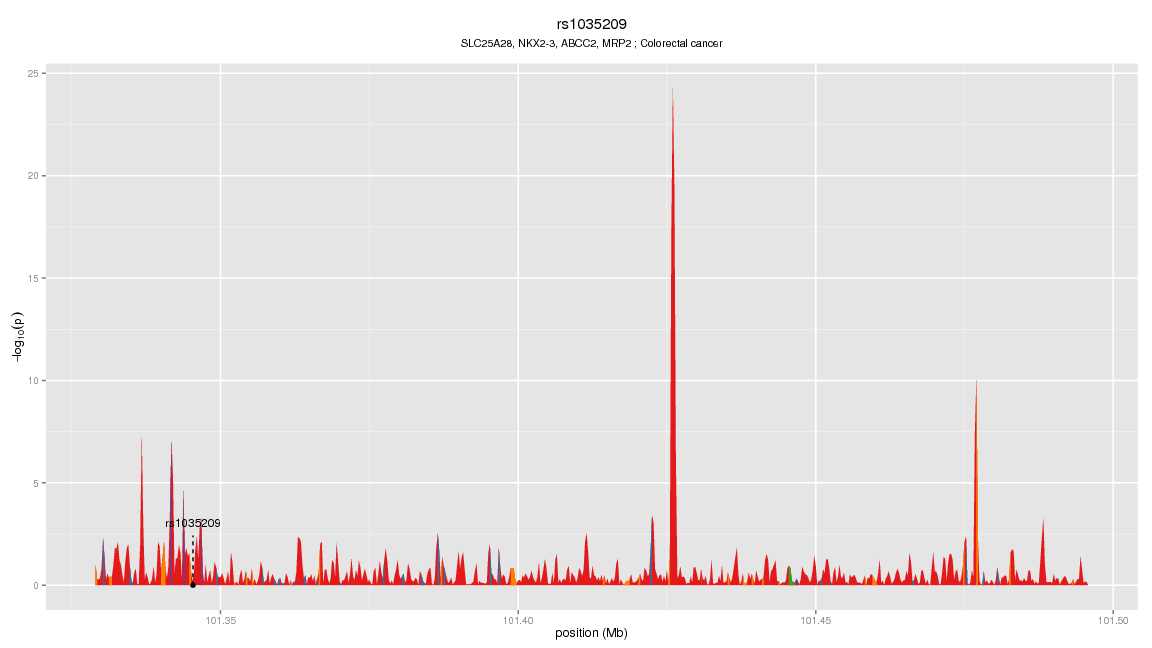 rs1035209
SLC25A28, NKX2-3, ABCC2, MRP2 ; Colorectal cancer
25
20
15
10
5
0
−log10(p)
rs1035209
101.35
101.40
101.45
101.50
position (Mb)